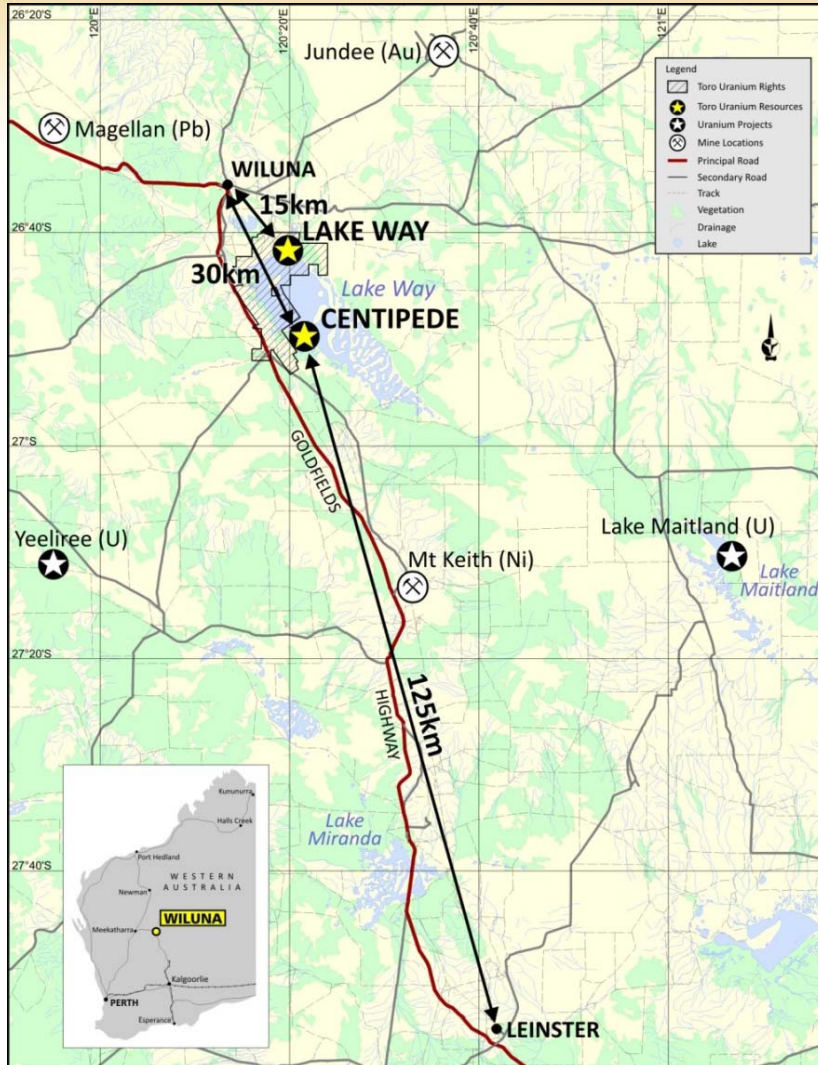 26°20'S
120°E
120°20'E
120°40'E
121°E
Jundee (Au)
Legend
Toro Uranium Rights
Toro Uranium Resources
Uranium Projects
Mine Locations
Principal Road
Secondary Road
Track
Vegetation
Drainage
Lake
Magellan (Pb)
WILUNA
15km
26°40'S
LAKE WAY
30km
Lake Way
CENTIPEDE
27°S
GOLDFIELDS
Yeeliree (U)
Lake Maitland (U)
Mt Keith (Ni)
Lake
Maitland
27°20'S
125km
HIGHWAY
Lake
Miranda
27°40'S
Kununurra
Halls Creek
Port Hedland
WESTERN
AUSTRALIA
Newman
WILUNA
Meekatharra
Kalgoorlie
PERTH
Esperance
LEINSTER